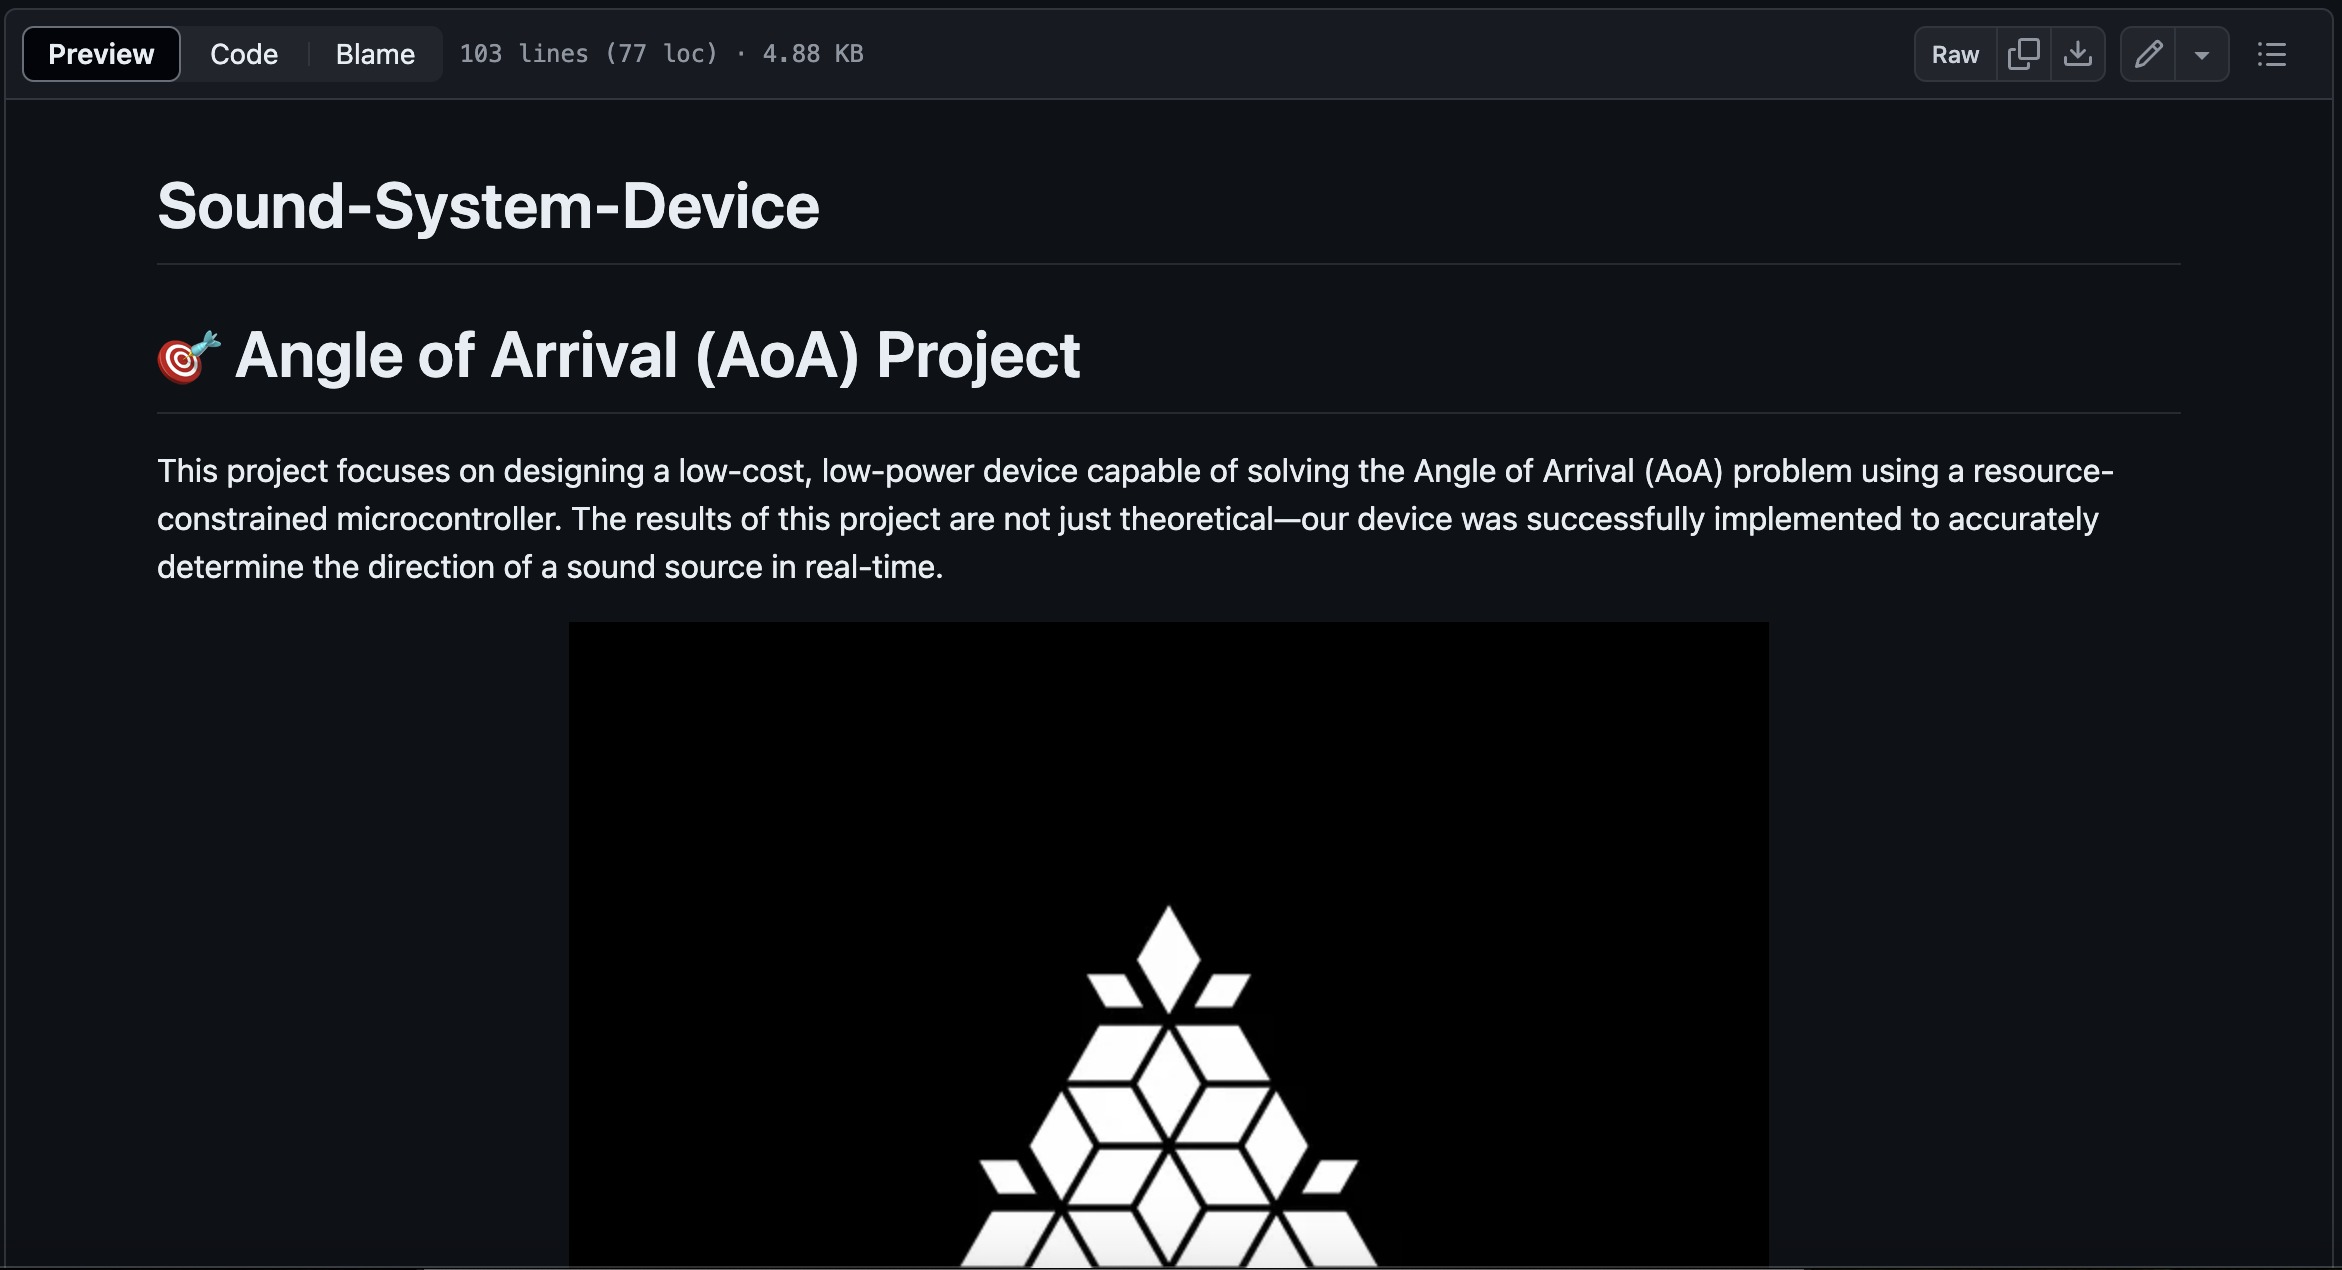 Preview Code Blame 103 lines (77 loc) · 4.88 KB Raw
Sound-System-Device
🎯 Angle of Arrival (AoA) Project
This project focuses on designing a low-cost, low-power device capable of solving the Angle of Arrival (AoA) problem using a resource-
constrained microcontroller. The results of this project are not just theoretical—our device was successfully implemented to accurately
determine the direction of a sound source in real-time.